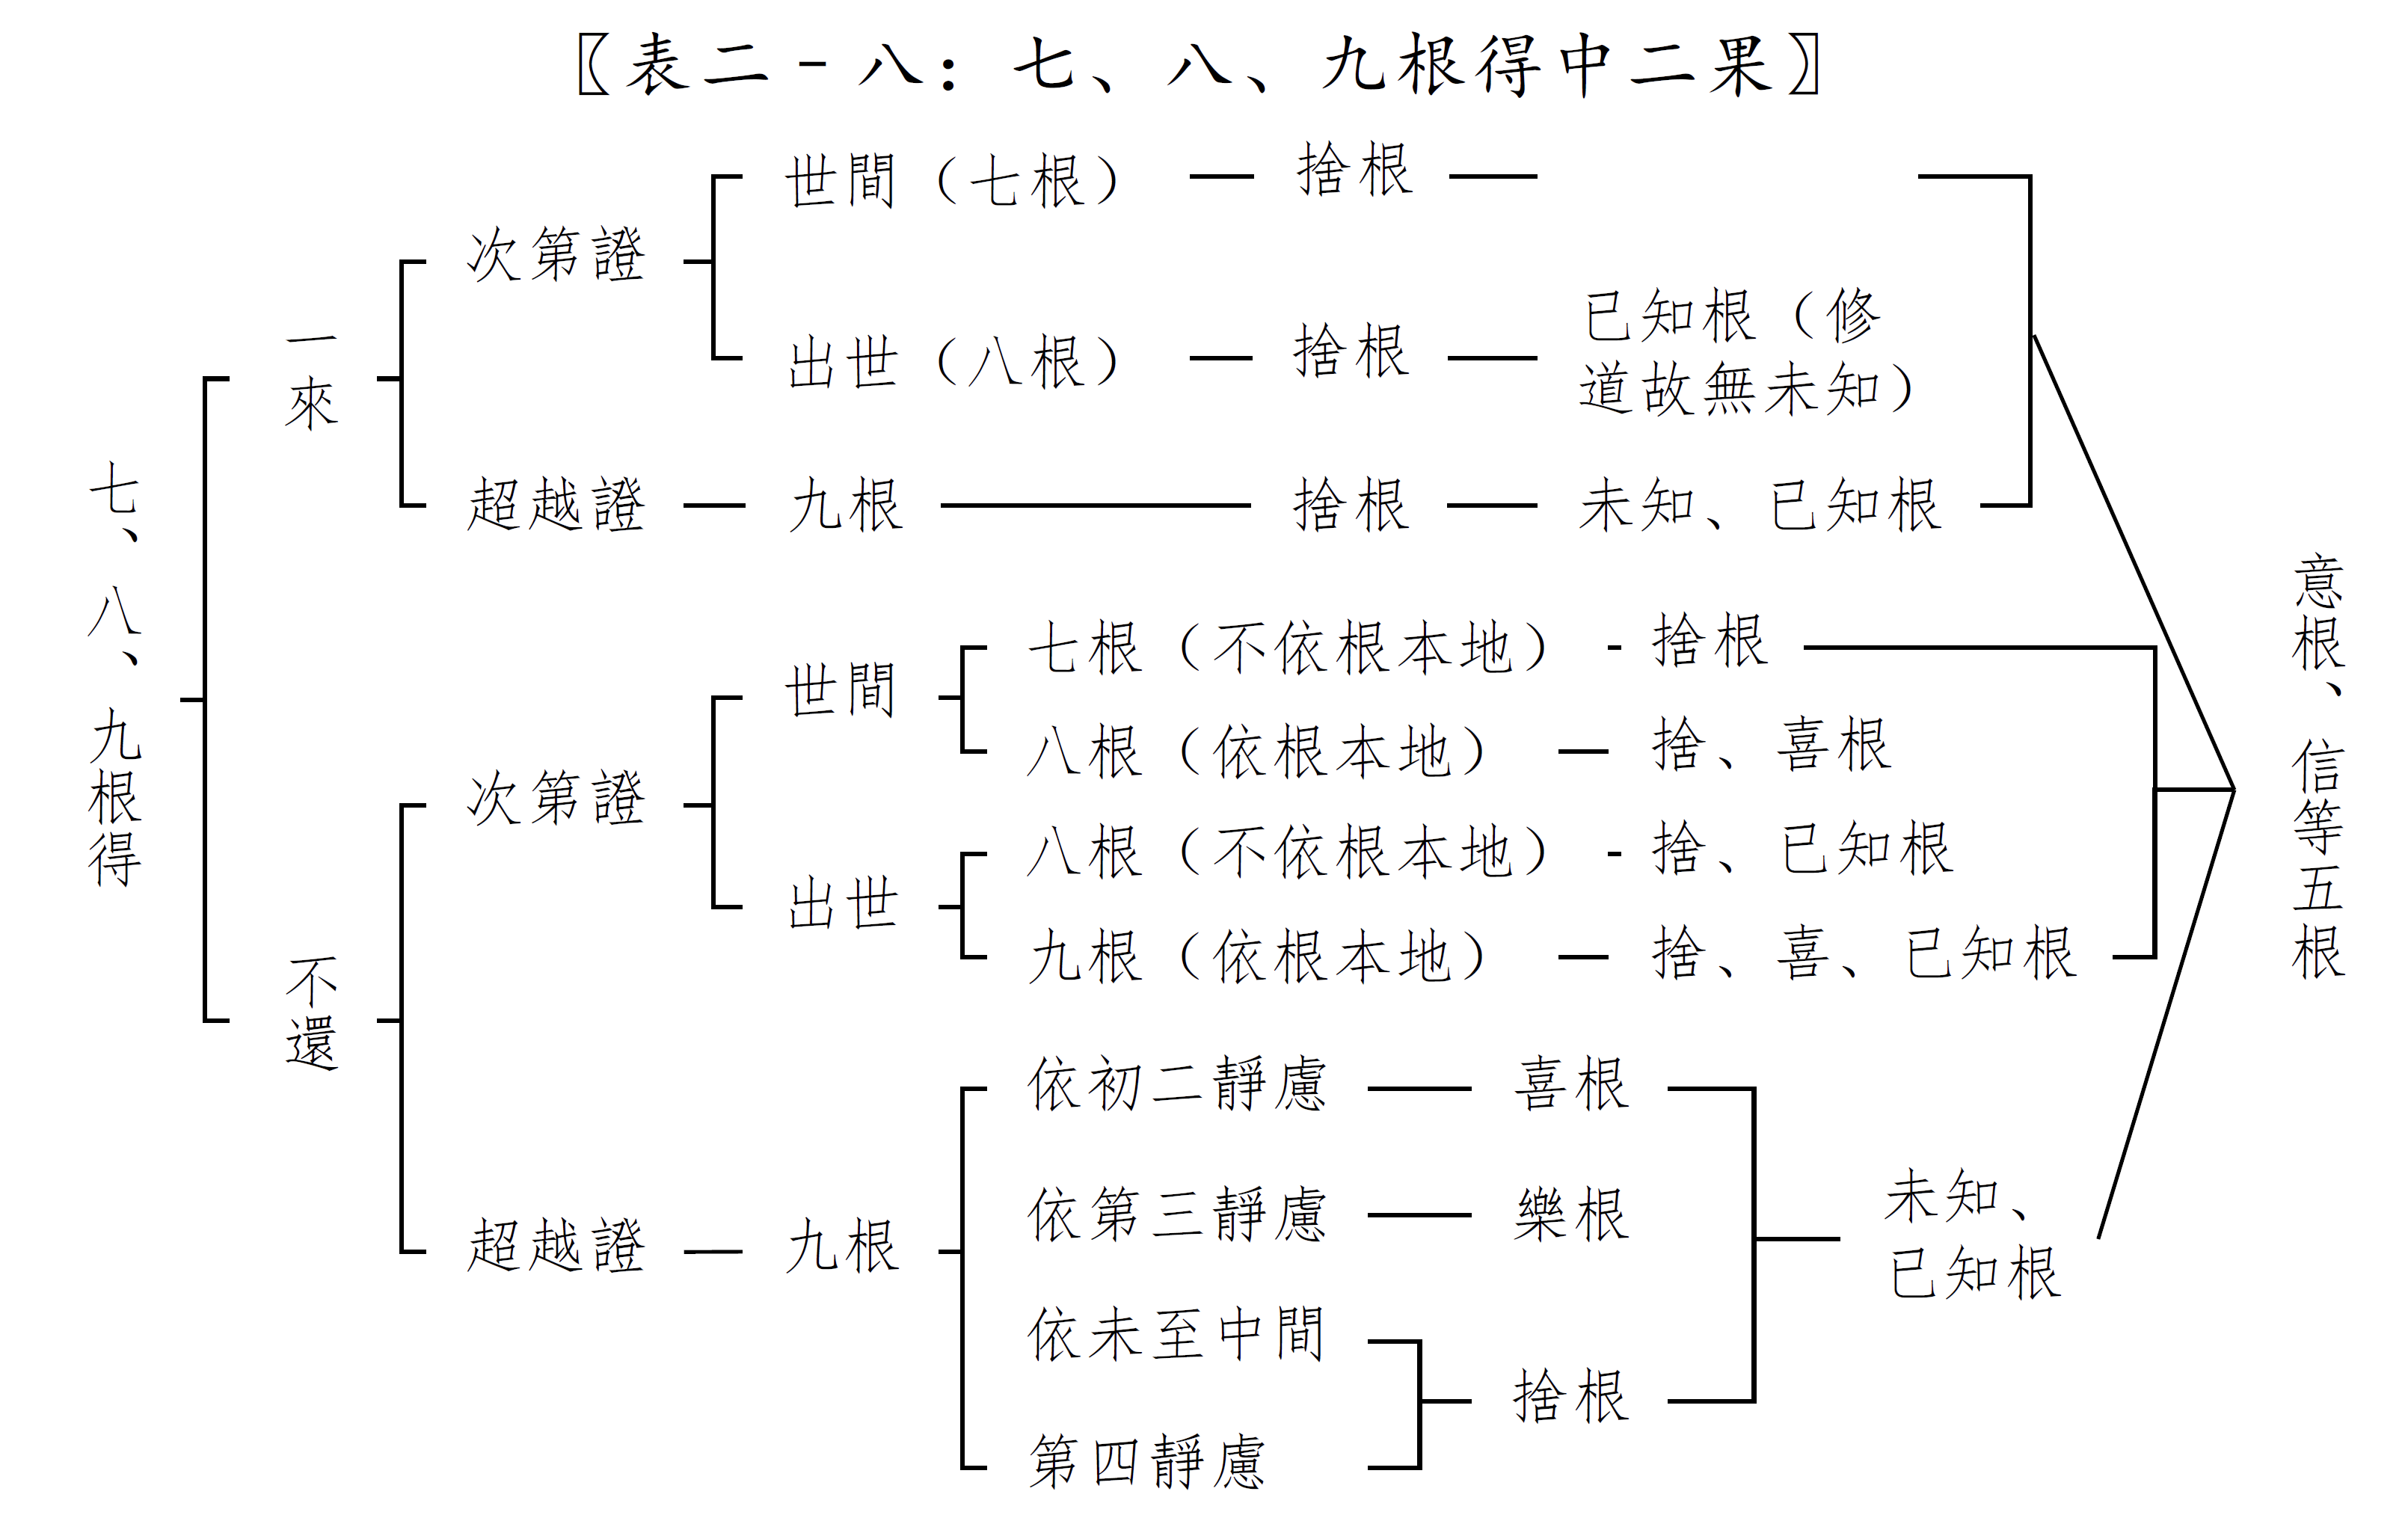 〖表二－八：七、八、九根得中二果〗
七、八、九根得
一來
次第證
世間（七根）
捨根
出世（八根）
捨根
已知根（修
道故無未知）
超越證
九根
捨根
未知、已知根
不還
次第證
世間
七根（不依根本地）
捨根
八根（依根本地）
捨、喜根
出世
八根（不依根本地）
捨、已知根
九根（依根本地）
捨、喜、已知根
超越證
九根
依初二靜慮
喜根
依第三靜慮
樂根
依未至中間
第四靜慮
捨根
未知、
已知根
意根、信等五根